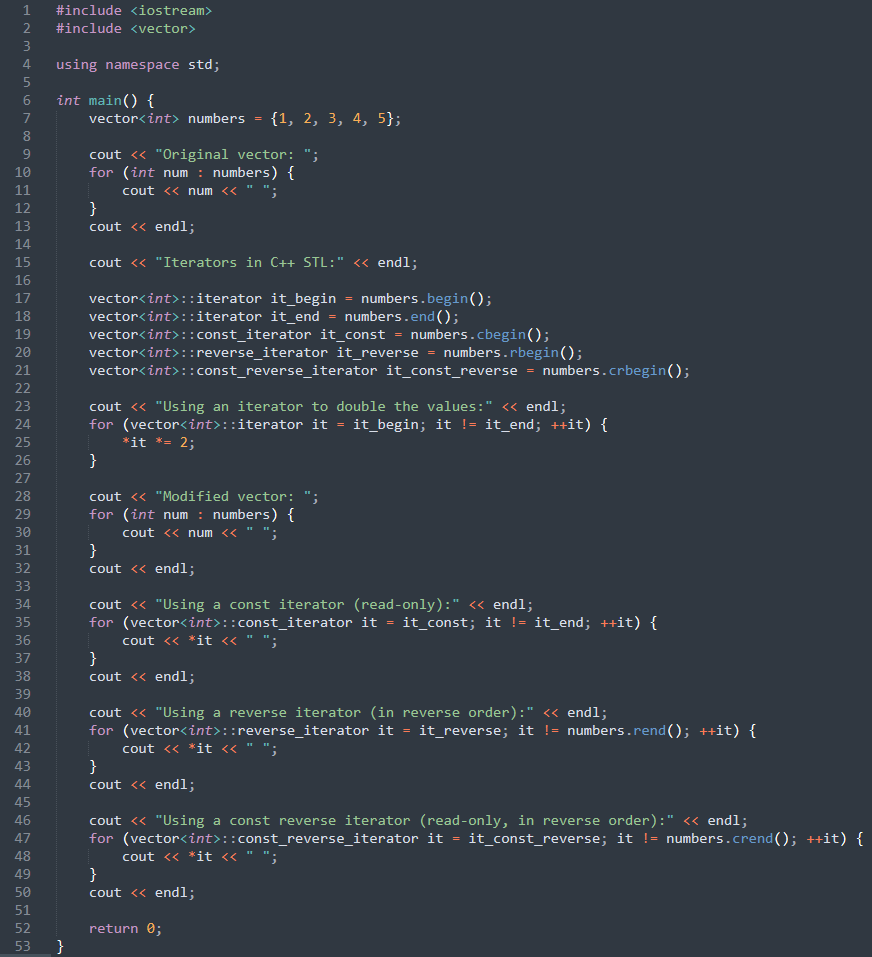 1 #include <iostream>
2 #include <vector>
3
4 using namespace std;
5
6 int main() {
7     vector<int> numbers = {1, 2, 3, 4, 5};
8
9     cout << "Original vector: ";
10     for (int num : numbers) {
11         cout << num << " ";
12     }
13     cout << endl;
14
15     cout << "Iterators in C++ STL:" << endl;
16
17     vector<int>::iterator it_begin = numbers.begin();
18     vector<int>::iterator it_end = numbers.end();
19     vector<int>::const_iterator it_const = numbers.cbegin();
20     vector<int>::reverse_iterator it_reverse = numbers.rbegin();
21     vector<int>::const_reverse_iterator it_const_reverse = numbers.crbegin();
22
23     cout << "Using an iterator to double the values:" << endl;
24     for (vector<int>::iterator it = it_begin; it != it_end; ++it) {
25         *it *= 2;
26     }
27
28     cout << "Modified vector: ";
29     for (int num : numbers) {
30         cout << num << " ";
31     }
32     cout << endl;
33
34     cout << "Using a const iterator (read-only):" << endl;
35     for (vector<int>::const_iterator it = it_const; it != it_end; ++it) {
36         cout << *it << " ";
37     }
38     cout << endl;
39
40     cout << "Using a reverse iterator (in reverse order):" << endl;
41     for (vector<int>::reverse_iterator it = it_reverse; it != numbers.rend(); ++it) {
42         cout << *it << " ";
43     }
44     cout << endl;
45
46     cout << "Using a const reverse iterator (read-only, in reverse order):" << endl;
47     for (vector<int>::const_reverse_iterator it = it_const_reverse; it != numbers.crend(); ++it) {
48         cout << *it << " ";
49     }
50     cout << endl;
51
52     return 0;
53 }